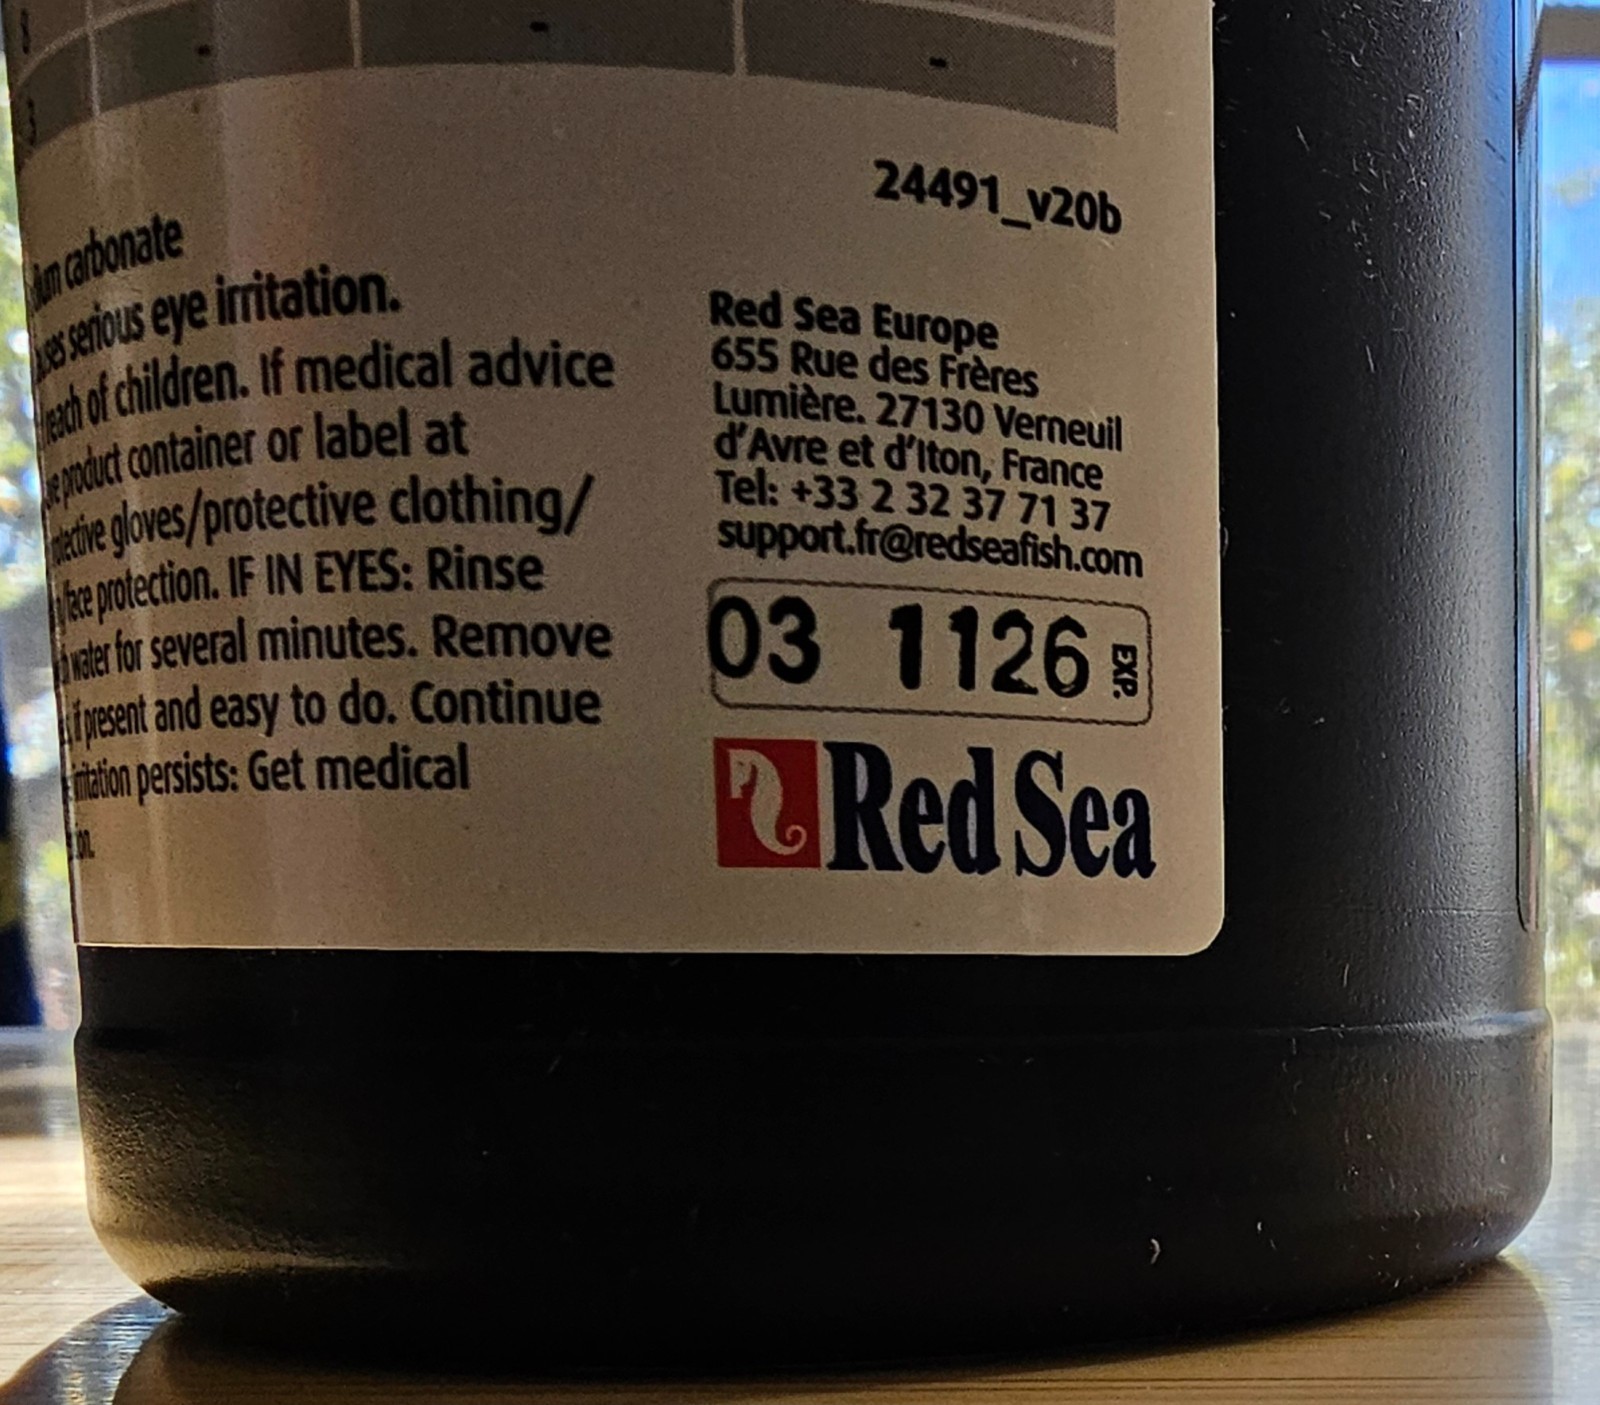 8
3
24491_v20b
carbonate
serious eye irritation.
reach of children. If medical advice
product container or label at
gloves/protective clothing/
face protection. IF IN EYES: Rinse
water for several minutes. Remove
if present and easy to do. Continue
persists: Get medical
Red Sea Europe
655 Rue des Frères
Lumière. 27130 Verneuil
d'Avre et d'Iton, France
Tel: +33 2 32 37 71 37
support.fr@redseafish.com
03 1126 EXP.
Red Sea